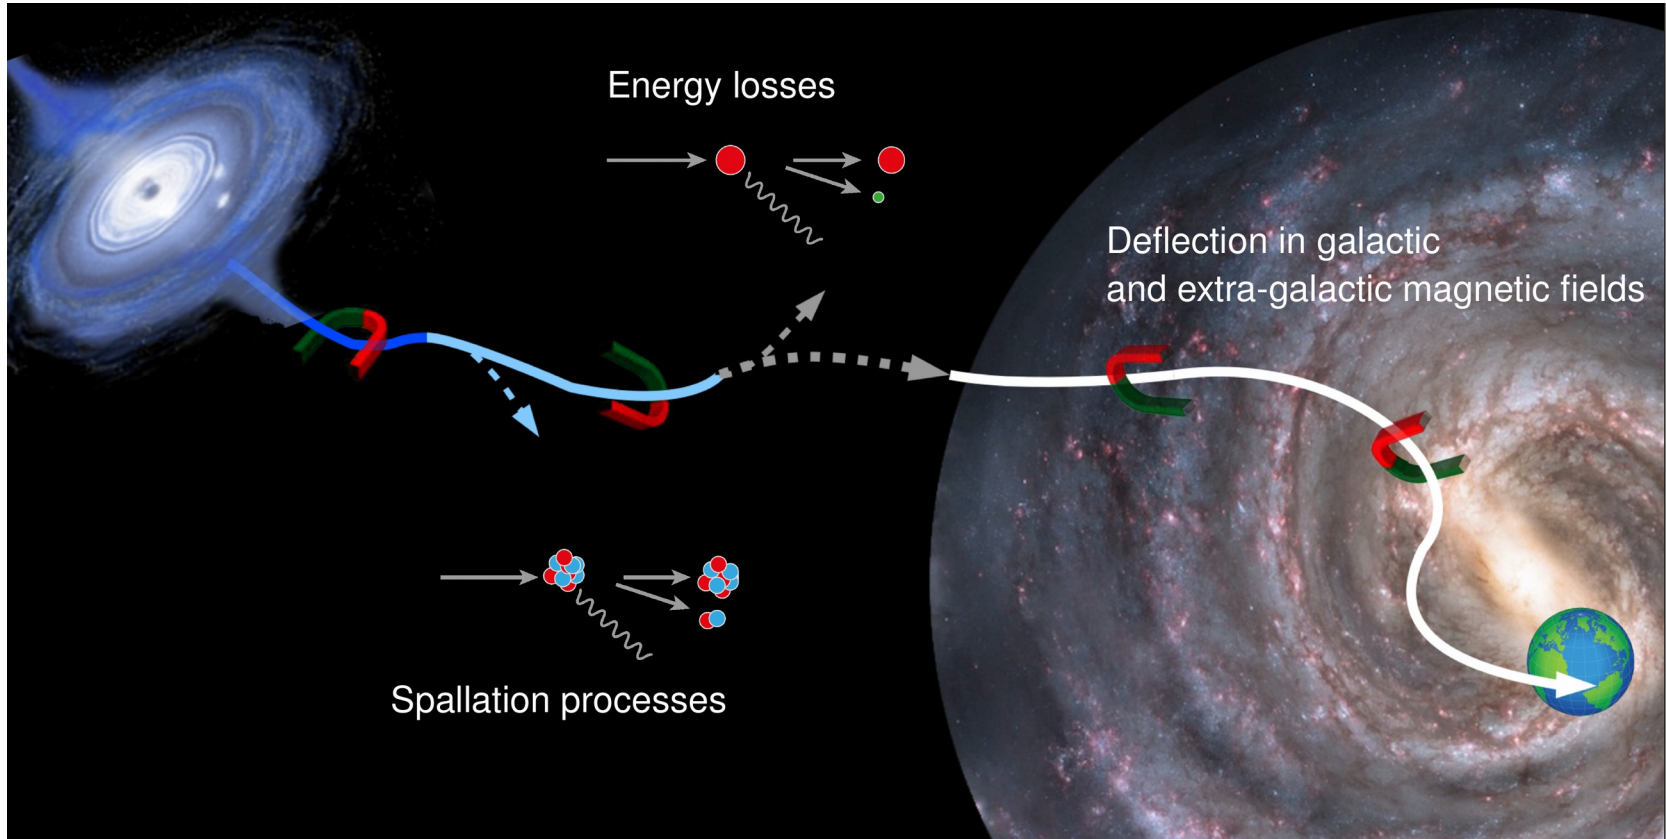 Energy losses
Deflection in galactic
and extra-galactic magnetic fields
Spallation processes